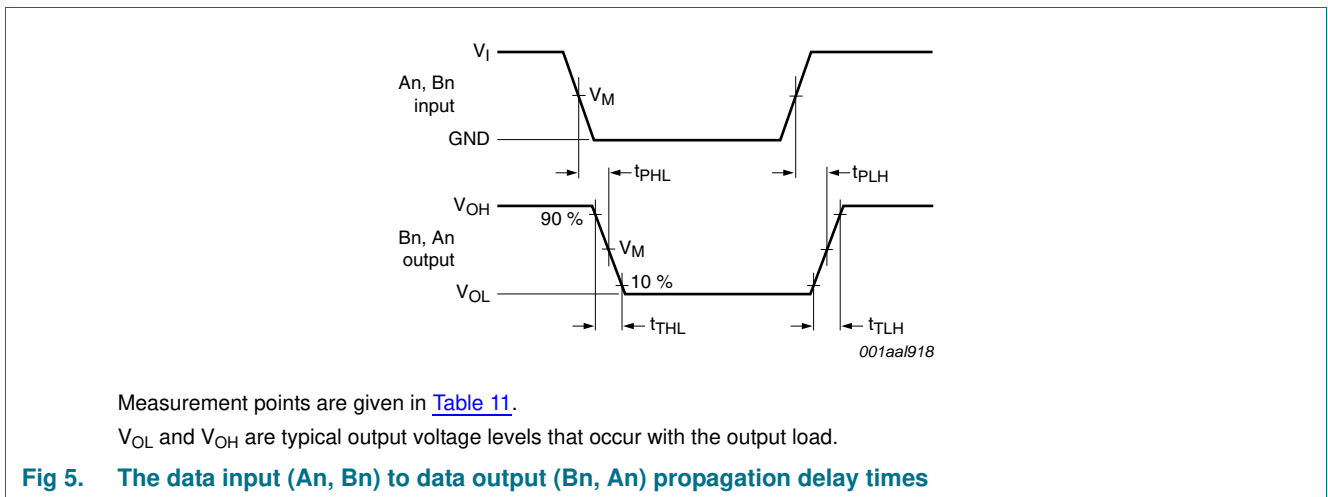 VI
An, Bn
input
VM
GND
tPHL
tPLH
VOH
90 %
Bn, An
output
VM
10 %
VOL
tTHL
tTLH
001aal918
Measurement points are given in Table 11.
VOL and VOH are typical output voltage levels that occur with the output load.
Fig 5. The data input (An, Bn) to data output (Bn, An) propagation delay times